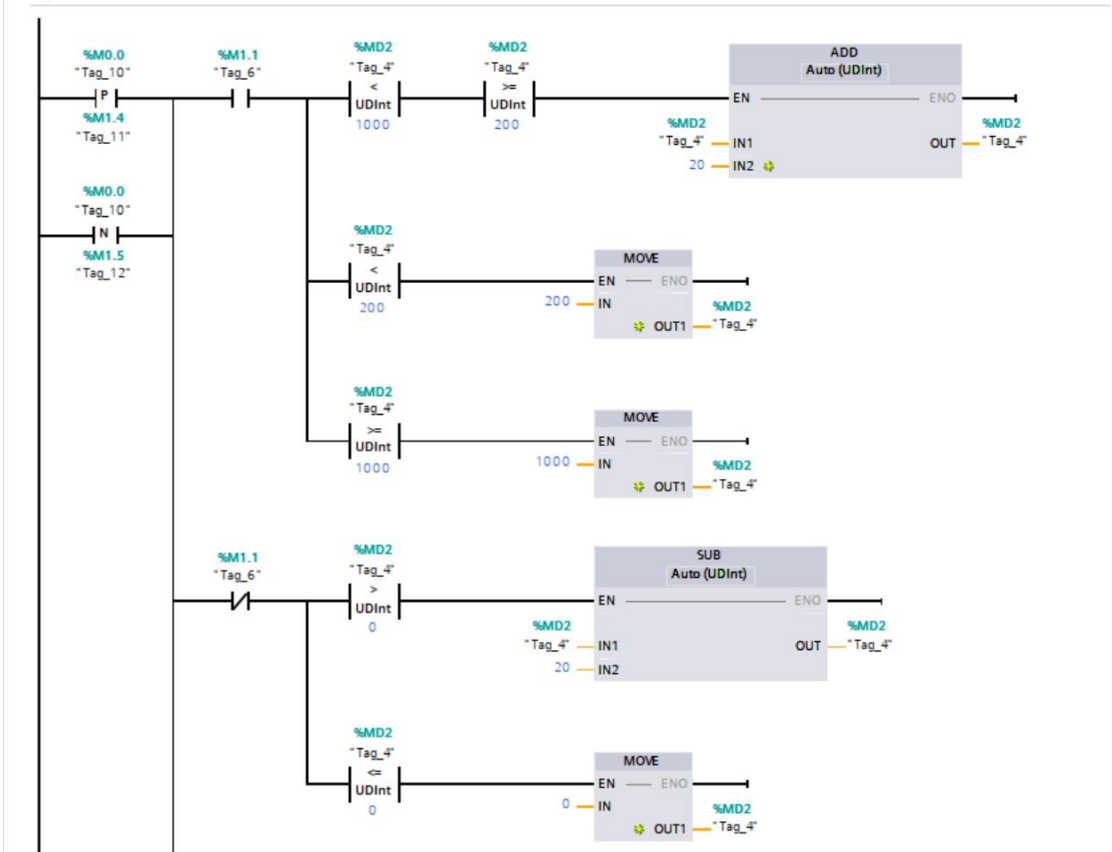 %M0.0
"Tag_10"
P
%M1.4
"Tag_11"
%M1.1
"Tag_6"
%MD2
"Tag_4"
<
UDInt
1000
%MD2
"Tag_4"
>=
UDInt
200
ADD
Auto (UDInt)
EN
ENO
%MD2
"Tag_4"
IN1
20
IN2
OUT
%MD2
"Tag_4"
%M0.0
"Tag_10"
N
%M1.5
"Tag_12"
%MD2
"Tag_4"
<
UDInt
200
MOVE
EN
ENO
200
IN
OUT1
%MD2
"Tag_4"
%MD2
"Tag_4"
>=
UDInt
1000
MOVE
EN
ENO
1000
IN
OUT1
%MD2
"Tag_4"
%M1.1
"Tag_6"
%MD2
"Tag_4"
>
UDInt
0
SUB
Auto (UDInt)
EN
ENO
%MD2
"Tag_4"
IN1
20
IN2
OUT
%MD2
"Tag_4"
%MD2
"Tag_4"
<=
UDInt
0
MOVE
EN
ENO
0
IN
OUT1
%MD2
"Tag_4"